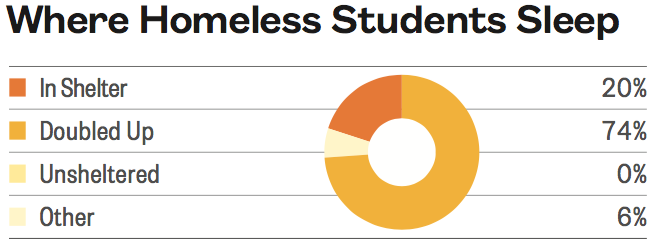 Where Homeless Students Sleep
In Shelter 20%
Doubled Up 74%
Unsheltered 0%
Other 6%